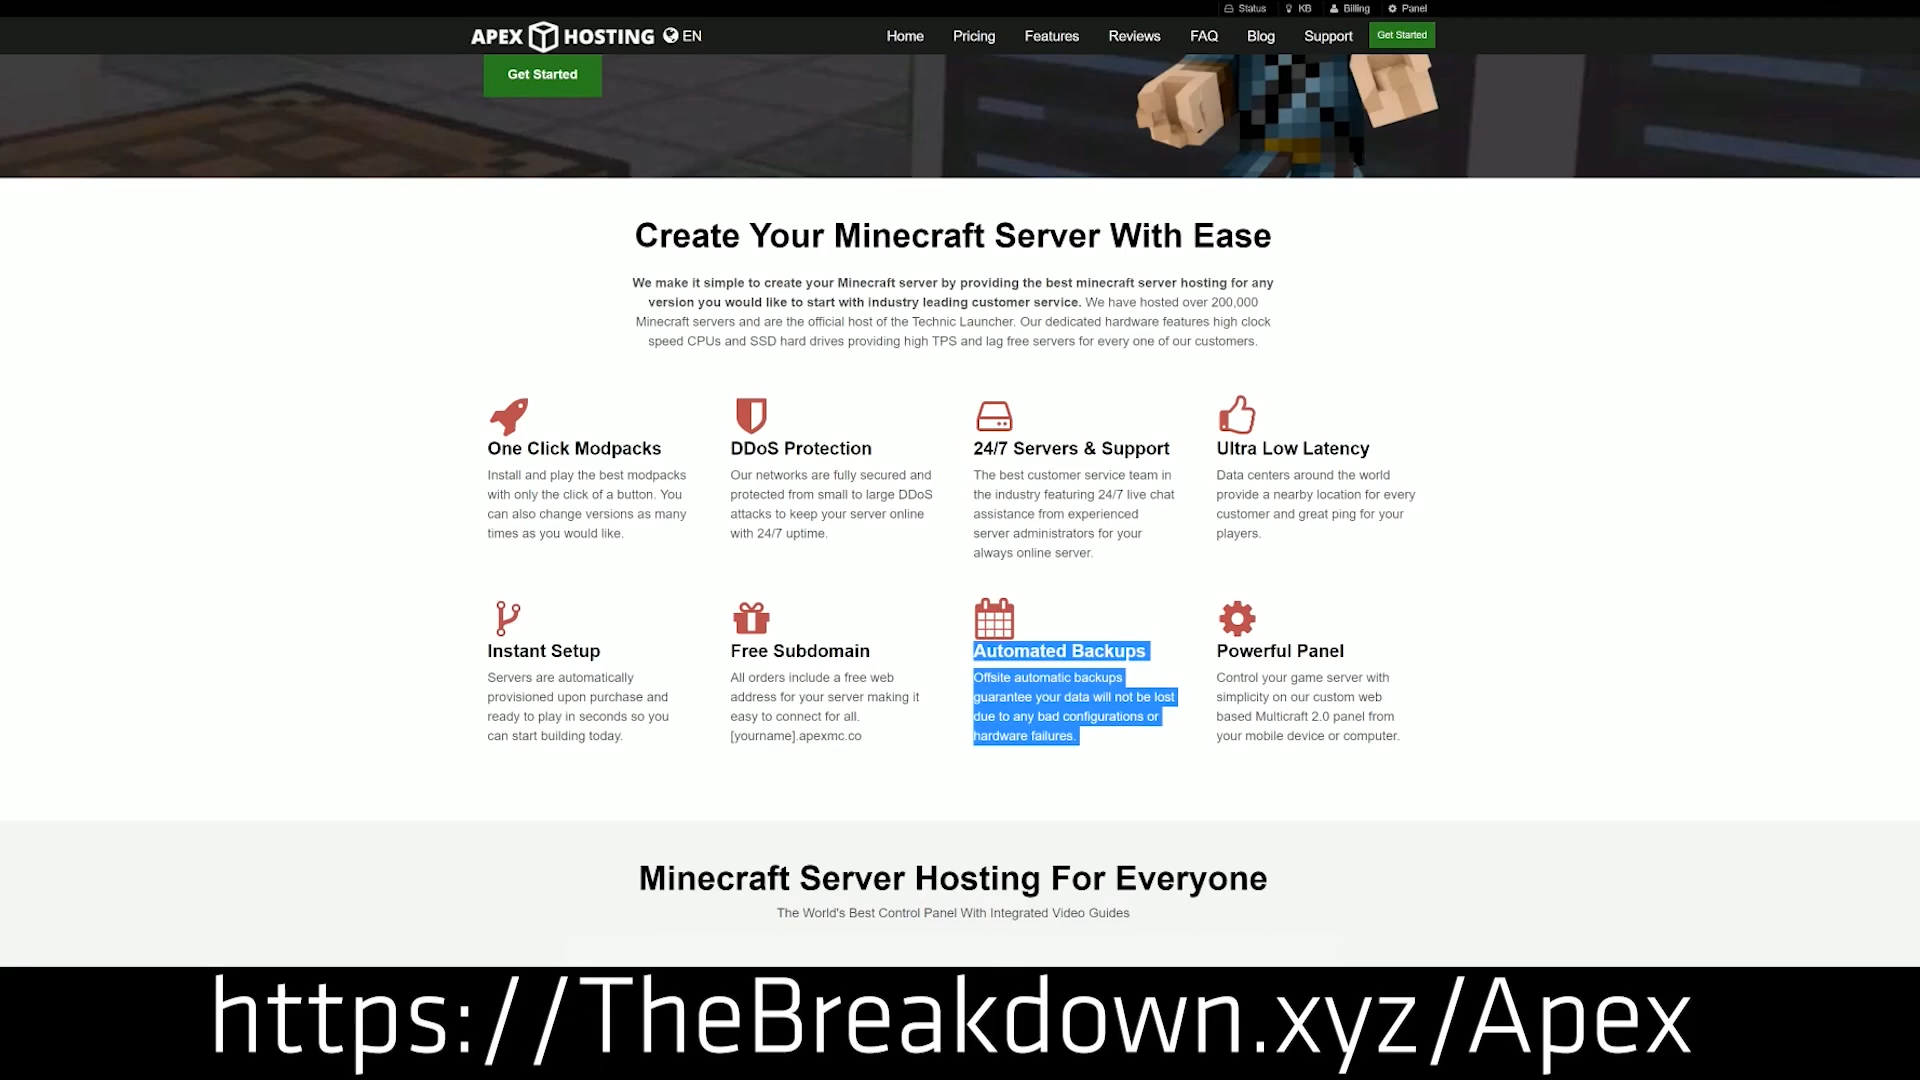 Status KB Billing Panel
APEX HOSTING EN Home Pricing Features Reviews FAQ Blog Support Get Started
Get Started
Create Your Minecraft Server With Ease
We make it simple to create your Minecraft server by providing the best minecraft server hosting for any
version you would like to start with industry leading customer service. We have hosted over 200,000
Minecraft servers and are the official host of the Technic Launcher. Our dedicated hardware features high clock
speed CPUs and SSD hard drives providing high TPS and lag free servers for every one of our customers.
One Click Modpacks
Install and play the best modpacks
with only the click of a button. You
can also change versions as many
times as you would like.
DDoS Protection
Our networks are fully secured and
protected from small to large DDoS
attacks to keep your server online
with 24/7 uptime.
24/7 Servers & Support
The best customer service team in
the industry featuring 24/7 live chat
assistance from experienced
server administrators for your
always online server.
Ultra Low Latency
Data centers around the world
provide a nearby location for every
customer and great ping for your
players.
Instant Setup
Servers are automatically
provisioned upon purchase and
ready to play in seconds so you
can start building today.
Free Subdomain
All orders include a free web
address for your server making it
easy to connect for all.
[yourname].apexmc.co
Automated Backups
Offsite automatic backups
guarantee your data will not be lost
due to any bad configurations or
hardware failures.
Powerful Panel
Control your game server with
simplicity on our custom web
based Multicraft 2.0 panel from
your mobile device or computer.
Minecraft Server Hosting For Everyone
The World's Best Control Panel With Integrated Video Guides
https://TheBreakdown.xyz/Apex